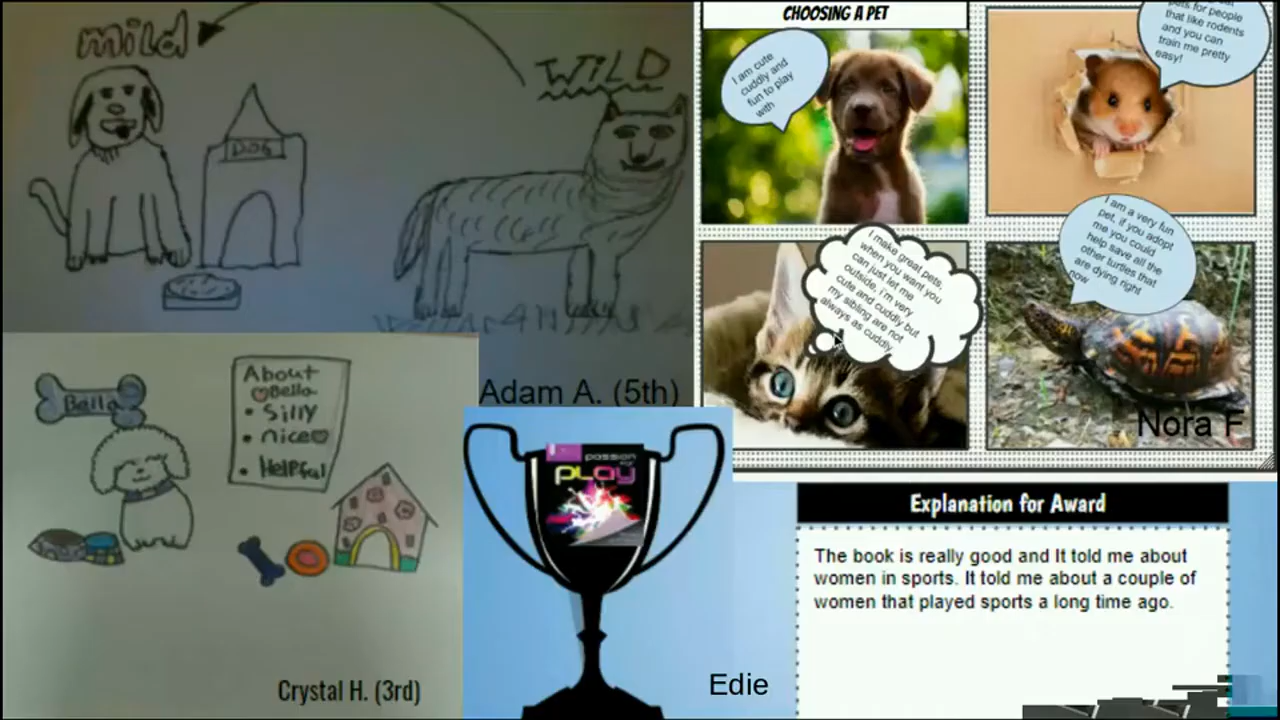 mild
WILD
DOG
Adam A. (5th)
CHOOSING A PET
I am cute
cuddly and
fun to play
with
pets for people
that like rodents
and you can
train me pretty
easy!
I make great pets,
when you want you
can just let me
outside, i'm very
cute and cuddly but
my sibling are not
always as cuddly
I am a very fun
pet, if you adopt
me you could
help save all the
other turtles that
are dying right
now
Nora F
Bella
About
Bella
• Silly
• nice
• Helpful
Crystal H. (3rd)
passion
play
Edie
Explanation for Award
The book is really good and It told me about
women in sports. It told me about a couple of
women that played sports a long time ago.